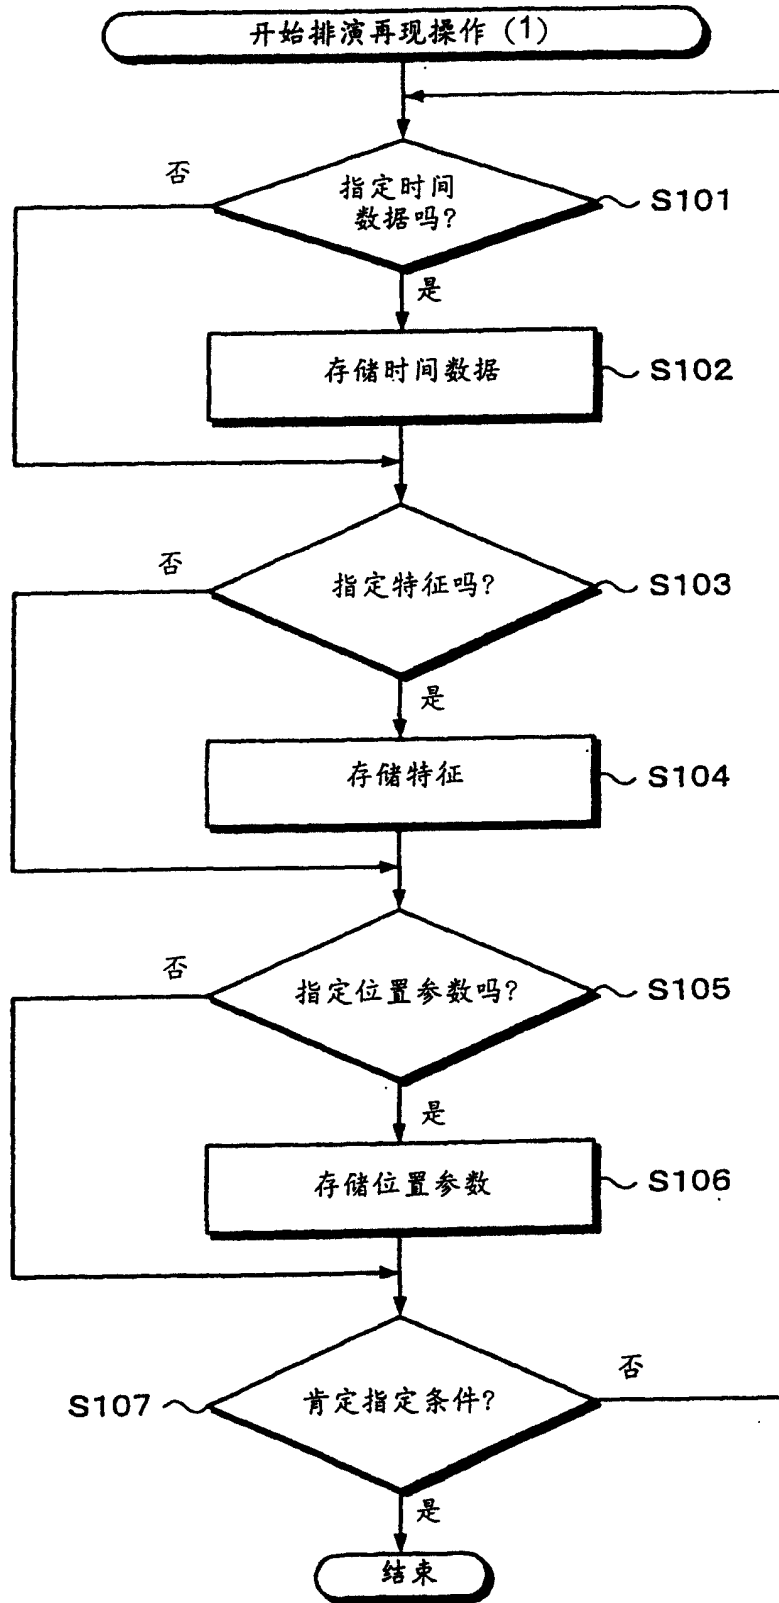 开始排演再现操作 (1)
否
指定时间
数据吗?
S101
是
存储时间数据
S102
否
指定特征吗?
S103
是
存储特征
S104
否
指定位置参数吗?
S105
是
存储位置参数
S106
S107
肯定指定条件?
否
是
结束